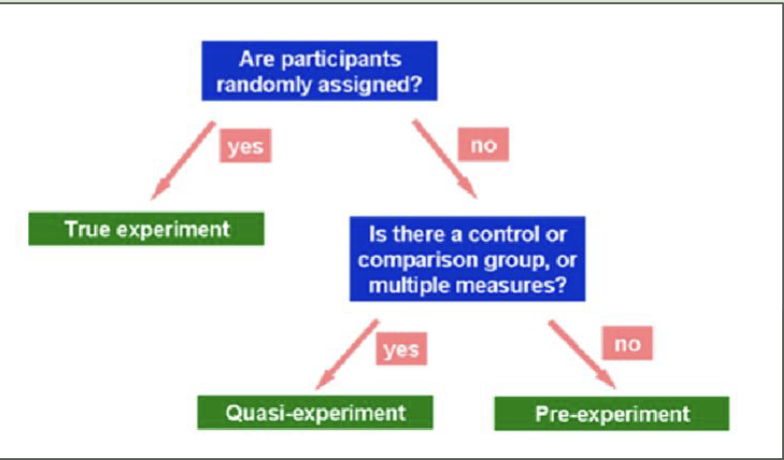 Are participants
randomly assigned?
yes
no
True experiment
Is there a control or
comparison group, or
multiple measures?
yes
no
Quasi-experiment
Pre-experiment